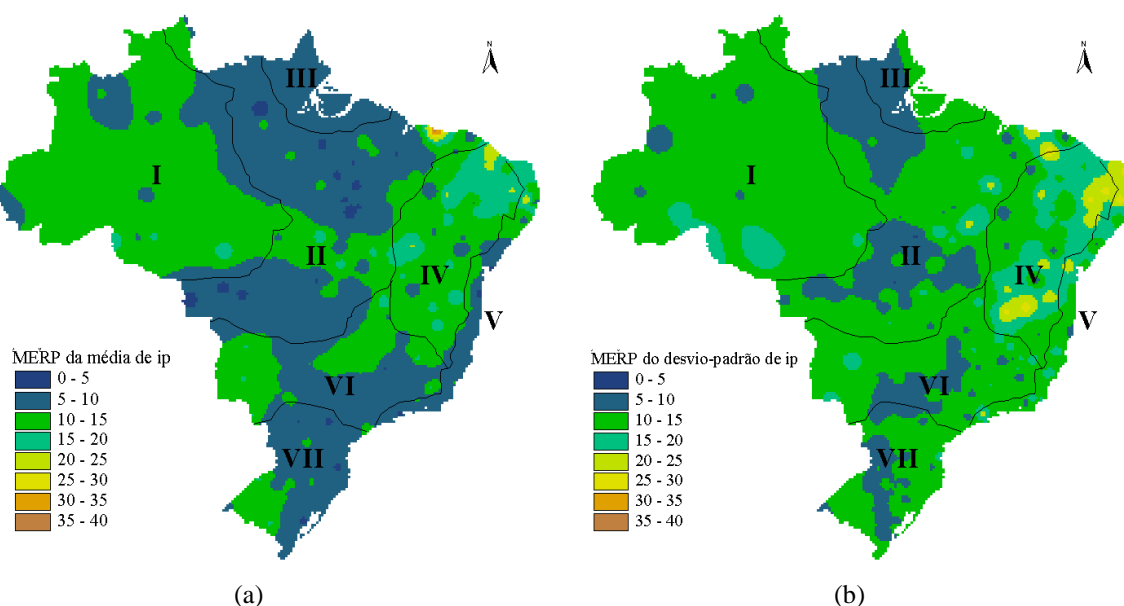 N
I
II
III
IV
V
VI
VII
MERP da média de ip
0 - 5
5 - 10
10 - 15
15 - 20
20 - 25
25 - 30
30 - 35
35 - 40
(a)
N
I
II
III
IV
V
VI
VII
MERP do desvio-padrão de ip
0 - 5
5 - 10
10 - 15
15 - 20
20 - 25
25 - 30
30 - 35
35 - 40
(b)